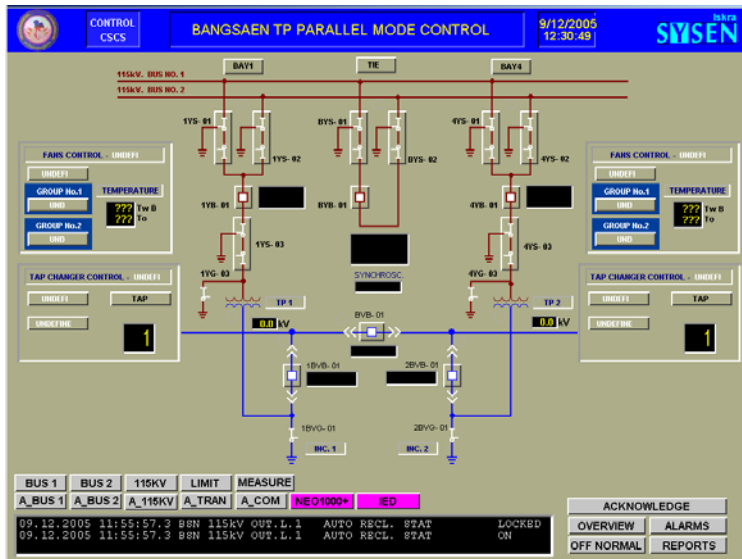 CONTROL
CSCS
BANGSAEN TP PARALLEL MODE CONTROL
9/12/2005
12:30:49
iskra
SYSEN
BAY1
TIE
BAY4
115kV. BUS NO. 1
115kV. BUS NO. 2
1YS-01
BYS-01
4YS-01
1YS-02
BYS-02
4YS-02
FANS CONTROL - UNDEFI
UNDEFI
GROUP No.1
TEMPERATURE
UND
???
Tw B
???
To
GROUP No.2
UND
FANS CONTROL - UNDEFI
UNDEFI
GROUP No.1
TEMPERATURE
UND
???
Tw B
???
To
GROUP No.2
UND
1YB-01
BYB-01
4YB-01
1YS-03
4YS-03
1YG-03
SYNCHROSC.
4YG-03
TAP CHANGER CONTROL - UNDEFI
UNDEFI
TAP
UNDEFINE
1
TAP CHANGER CONTROL - UNDEFI
UNDEFI
TAP
UNDEFINE
1
TP 1
TP 2
0.0 kV
BVB-01
0.0 kV
1BVB-01
2BVB-01
1BVG-01
2BVG-01
INC. 1
INC. 2
BUS 1
BUS 2
115KV
LIMIT
MEASURE
A_BUS 1
A_BUS 2
A_115KV
A_TRAN
A_COM
NEO1000+
IED
ACKNOWLEDGE
OVERVIEW
ALARMS
OFF NORMAL
REPORTS
09.12.2005 11:55:57.3 BSN 115kV OUT.L.1 AUTO RECL. STAT LOCKED
09.12.2005 11:55:57.3 BSN 115kV OUT.L.1 AUTO RECL. STAT ON